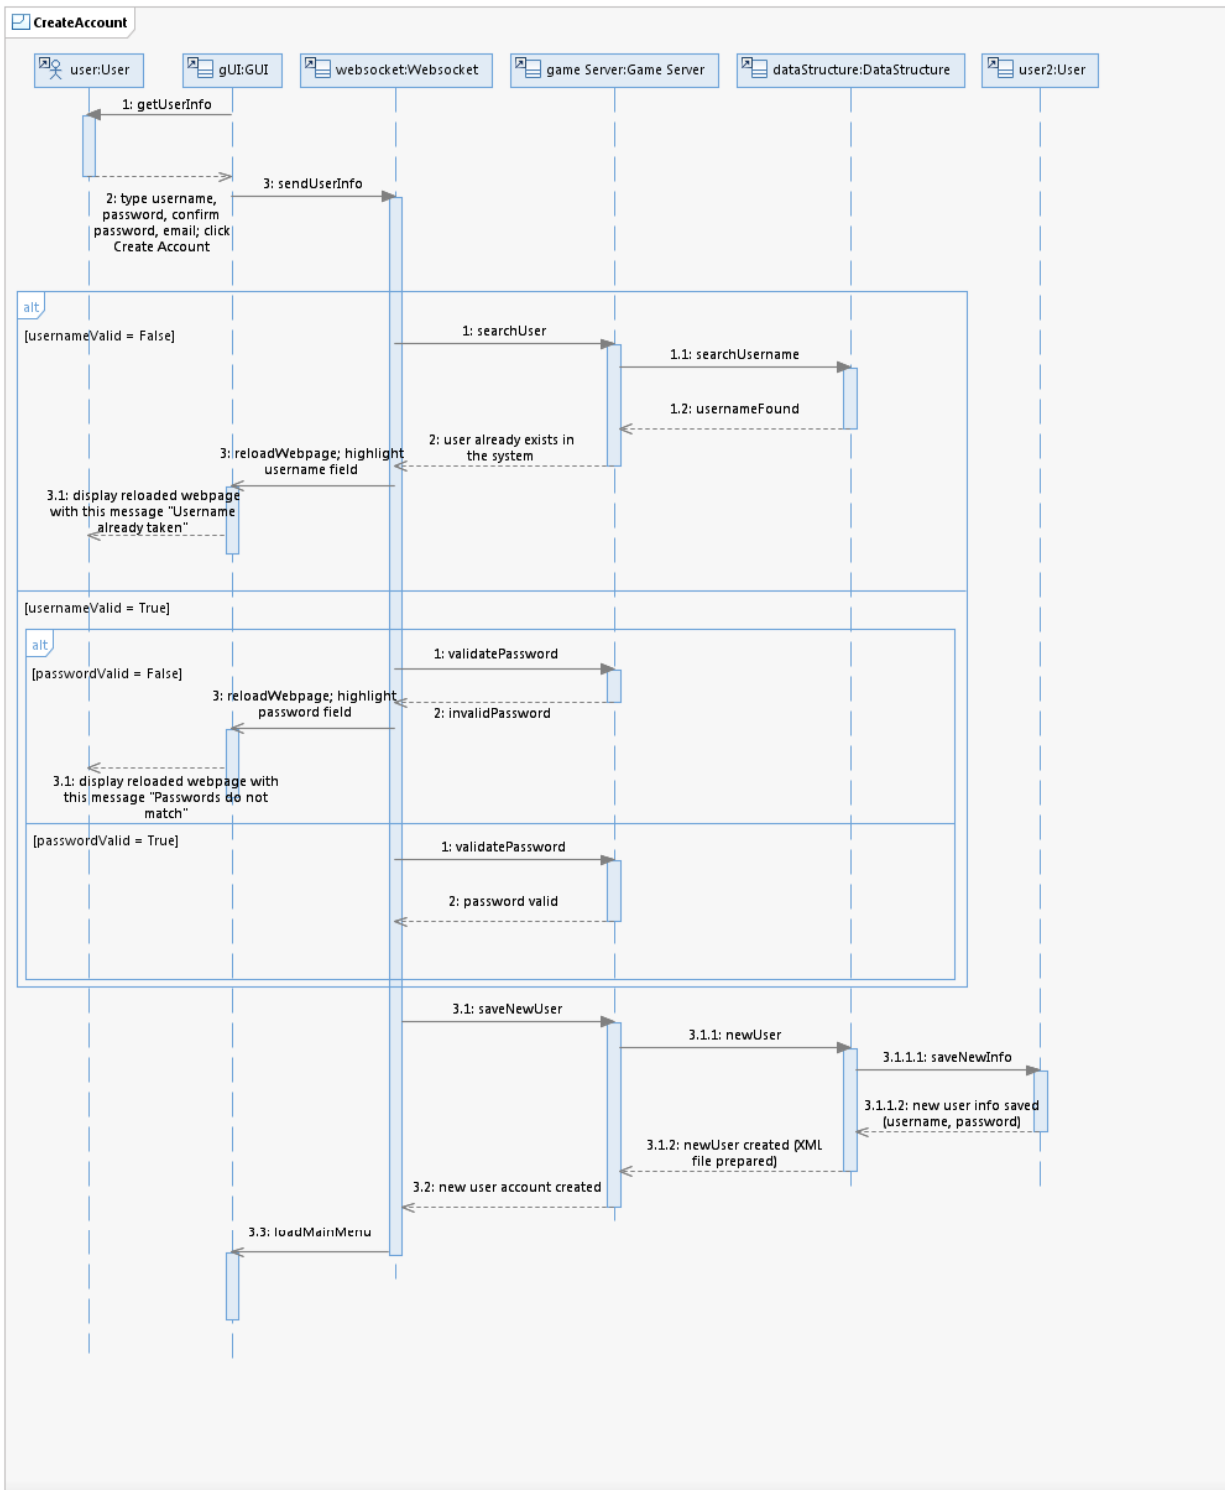 CreateAccount
user:User
gUI:GUI
websocket:Websocket
game Server:Game Server
dataStructure:DataStructure
user2:User
1: getUserInfo
3: sendUserInfo
2: type username,
password, confirm
password, email; click
Create Account
alt
[usernameValid = False]
1: searchUser
1.1: searchUsername
1.2: usernameFound
2: user already exists in
the system
3: reloadWebpage; highlight
username field
3.1: display reloaded webpage
with this message "Username
already taken"
[usernameValid = True]
alt
[passwordValid = False]
1: validatePassword
2: invalidPassword
3: reloadWebpage; highlight
password field
3.1: display reloaded webpage with
this message "Passwords do not
match"
[passwordValid = True]
1: validatePassword
2: password valid
3.1: saveNewUser
3.1.1: newUser
3.1.1.1: saveNewInfo
3.1.1.2: new user info saved
(username, password)
3.1.2: newUser created (XML
file prepared)
3.2: new user account created
3.3: loadMainMenu